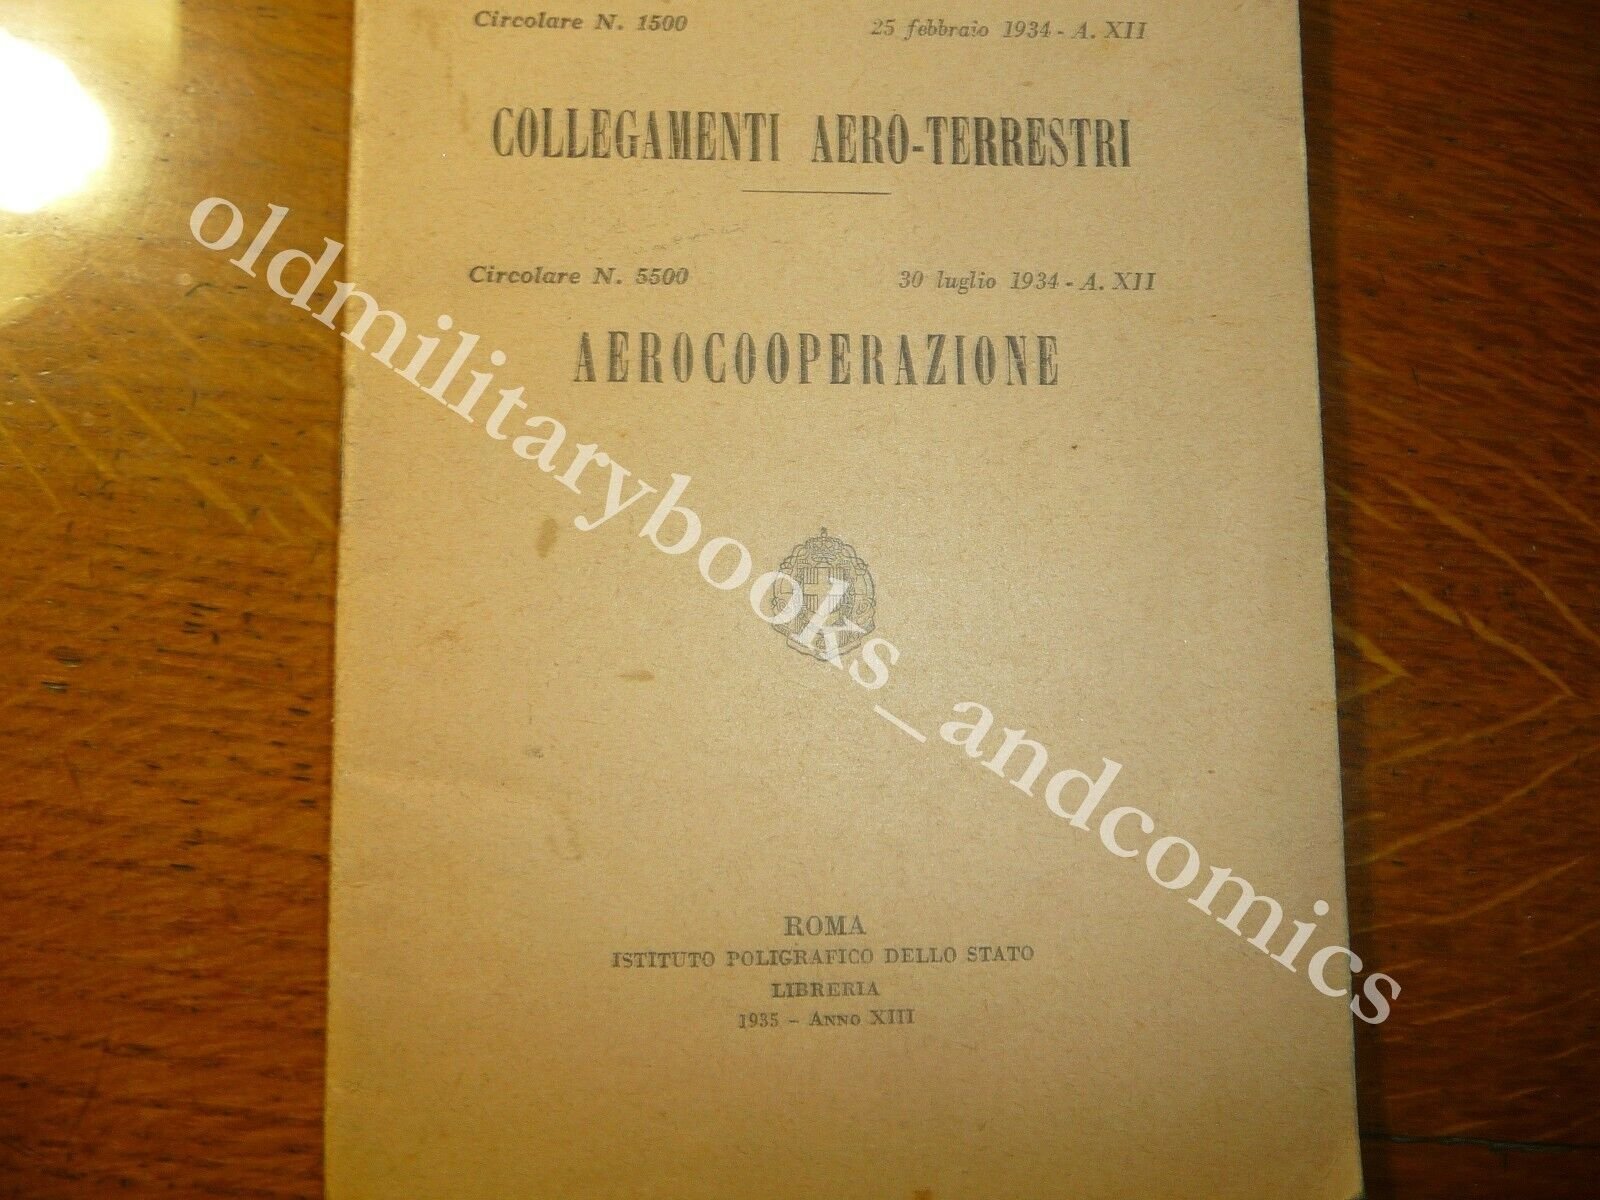 Circolare N. 1500 25 febbraio 1934 - A. XII
COLLEGAMENTI AERO-TERRESTRI
Circolare N. 5500 30 luglio 1934 - A. XII
AEROCOOPERAZIONE
oldmilitarybooks_andcomics
ROMA
ISTITUTO POLIGRAFICO DELLO STATO
LIBRERIA
1935 - ANNO XIII